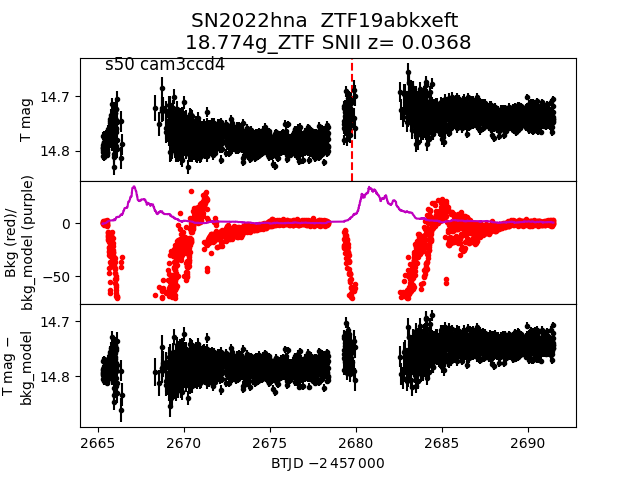 SN2022hna  ZTF19abkxeft
18.774g_ZTF SNII z= 0.0368
s50 cam3ccd4
T mag
14.7
14.8
Bkg (red)/
bkg_model (purple)
0
−50
T mag −
bkg_model
14.7
14.8
2665 2670 2675 2680 2685 2690
BTJD −2 457 000